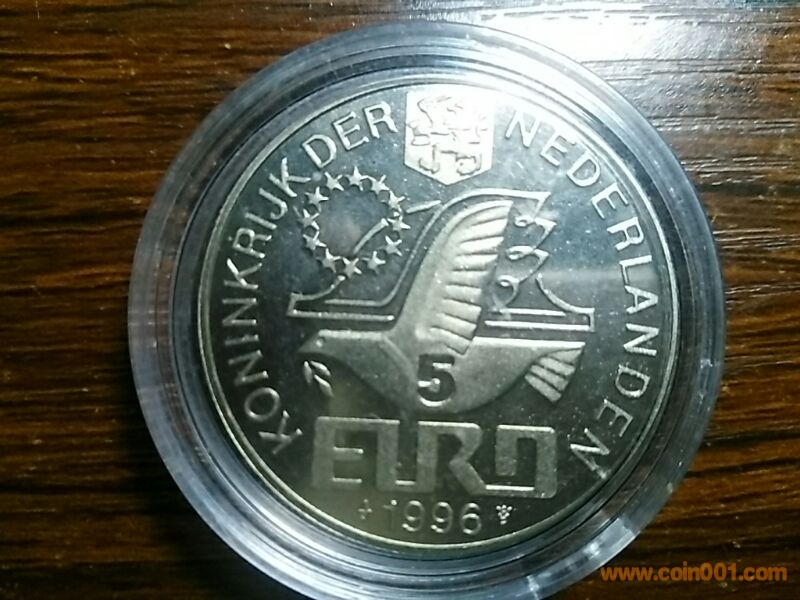 KONINKRIJK DER NEDERLANDEN
5
EURO
1996
www.coin001.com